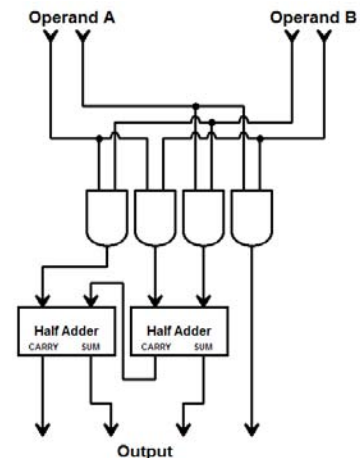 Operand A Operand B
Half Adder Half Adder
CARRY SUM CARRY SUM
Output